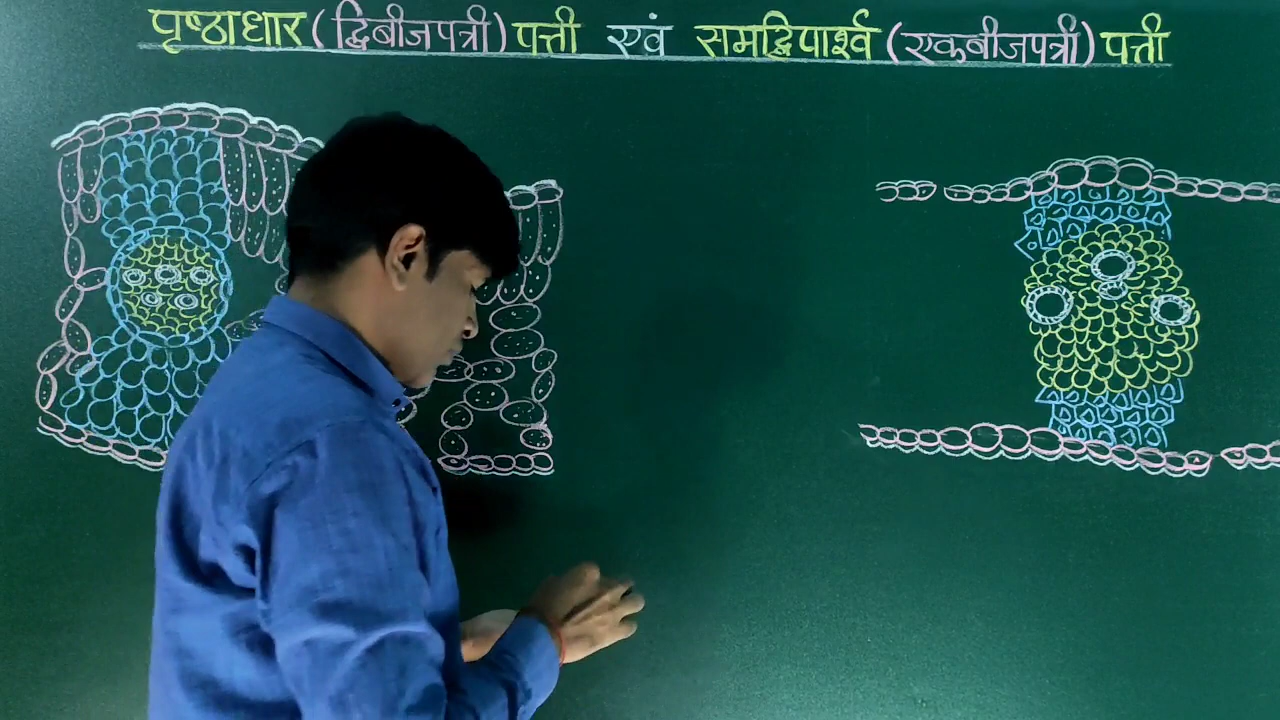 पृष्ठाधार (द्विबीजपत्री) पत्ती एवं समद्विपार्श्व (एकबीजपत्री) पत्ती